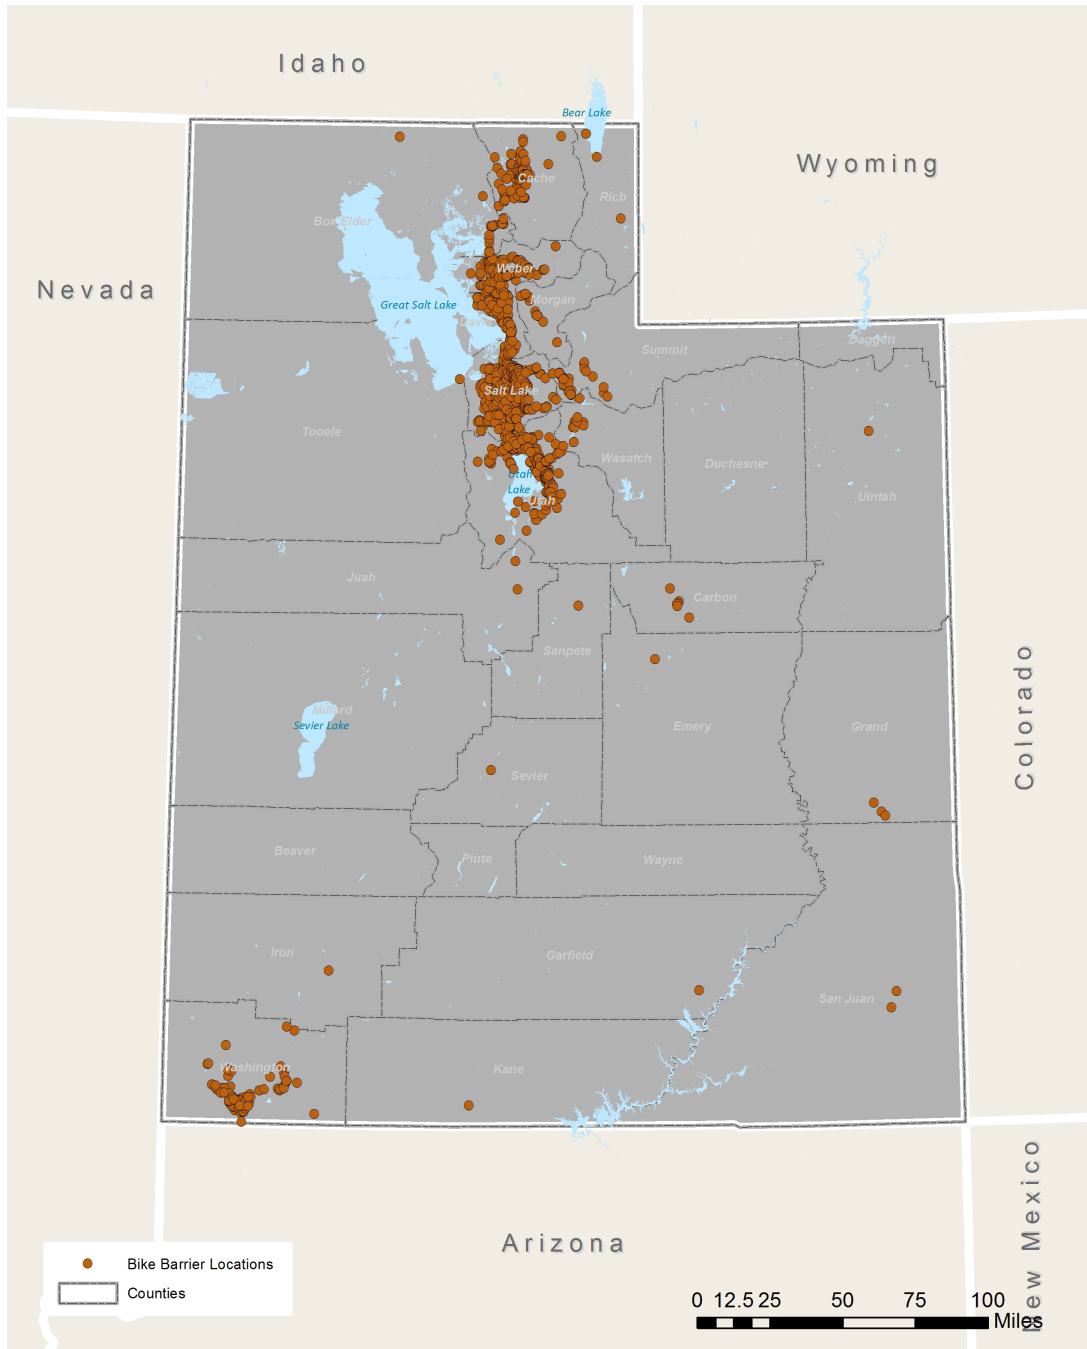 Idaho
Bear Lake
Wyoming
Cache
Rich
Box Elder
Nevada
Weber
Great Salt Lake
Morgan
Davis
Summit
Daggett
Salt Lake
Tooele
Wasatch
Duchesne
Utah
Lake
Utah
Uintah
Juab
Carbon
Sanpete
Millard
Sevier Lake
Emery
Grand
Colorado
Sevier
Beaver
Piute
Wayne
Iron
Garfield
San Juan
Washington
Kane
New Mexico
Arizona
Bike Barrier Locations
Counties
0 12.5 25 50 75 100
Miles